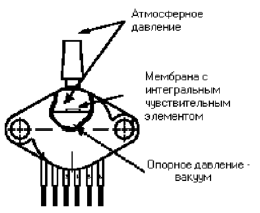 Атмосферное
давление
Мембрана с
интегральным
чувствительным
элементом
Опорное давление -
вакуум